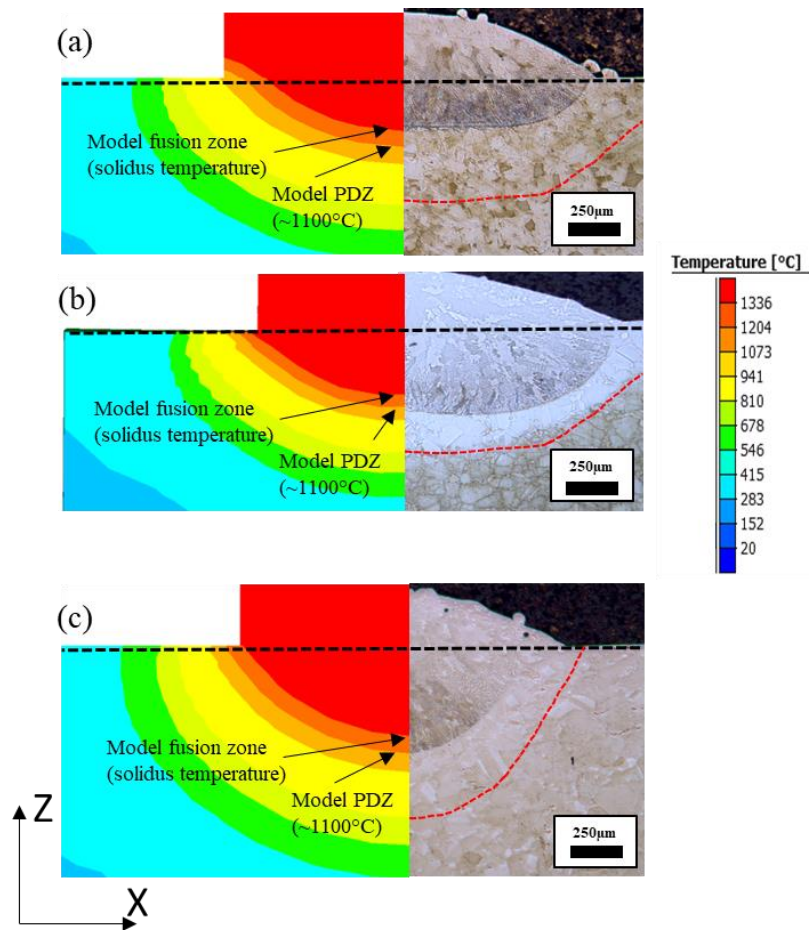 (a)
Model fusion zone
(solidus temperature)
Model PDZ
(~1100°C)
250µm
(b)
Model fusion zone
(solidus temperature)
Model PDZ
(~1100°C)
250µm
Temperature [°C]
1336
1204
1073
941
810
678
546
415
283
152
20
(c)
Model fusion zone
(solidus temperature)
Model PDZ
(~1100°C)
250µm
Z
X